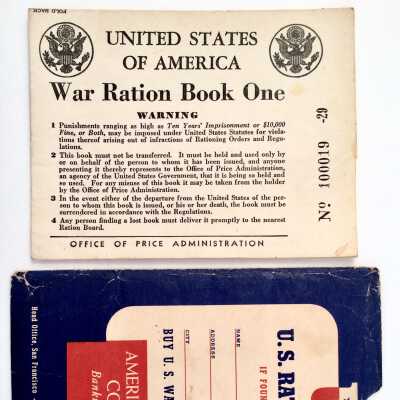 FOLD BACK
UNITED STATES
OF AMERICA
War Ration Book One
WARNING
1 Punishments ranging as high as Ten Years' Imprisonment or $10,000
Fine, or Both, may be imposed under United States Statutes for viola-
tions thereof arising out of infractions of Rationing Orders and Regu-
lations.
2 This book must not be transferred. It must be held and used only by
or on behalf of the person to whom it has been issued, and anyone
presenting it thereby represents to the Office of Price Administration,
an agency of the United States Government, that it is being so held and
so used. For any misuse of this book it may be taken from the holder
by the Office of Price Administration.
3 In the event either of the departure from the United States of the per-
son to whom this book is issued, or his or her death, the book must be
surrendered in accordance with the Regulations.
4 Any person finding a lost book must deliver it promptly to the nearest
Ration Board.
OFFICE OF PRICE ADMINISTRATION
Nº 100019 -29
Head Office, San Francisco
AMERI
CO
Banki
BUY U.S. WA
CITY
ADDRESS
NAME
IF FOUN
U.S. RA